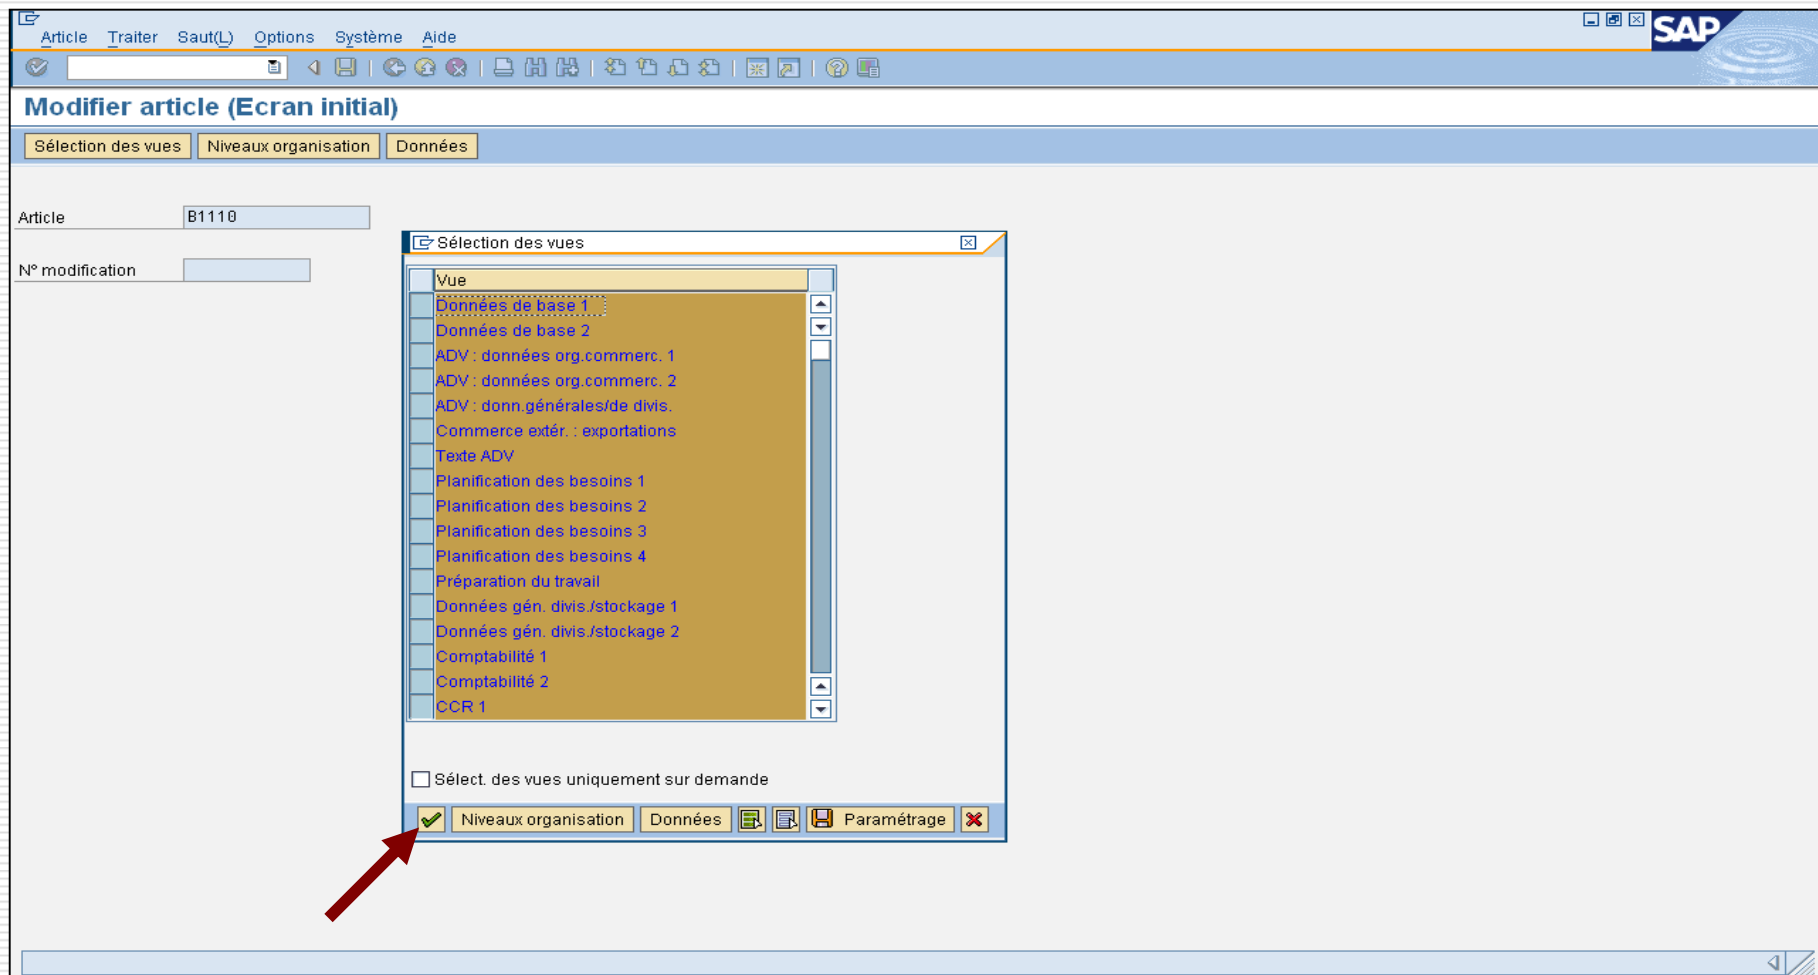 Article Traiter Saut(L) Options Système Aide
SAP
Modifier article (Ecran initial)
Sélection des vues Niveaux organisation Données
Article B1110
N° modification
Sélection des vues
Vue
Données de base 1
Données de base 2
ADV : données org.commerc. 1
ADV : données org.commerc. 2
ADV : donn.générales/de divis.
Commerce extér. : exportations
Texte ADV
Planification des besoins 1
Planification des besoins 2
Planification des besoins 3
Planification des besoins 4
Préparation du travail
Données gén. divis./stockage 1
Données gén. divis./stockage 2
Comptabilité 1
Comptabilité 2
CCR 1
Sélect. des vues uniquement sur demande
Niveaux organisation Données Paramétrage